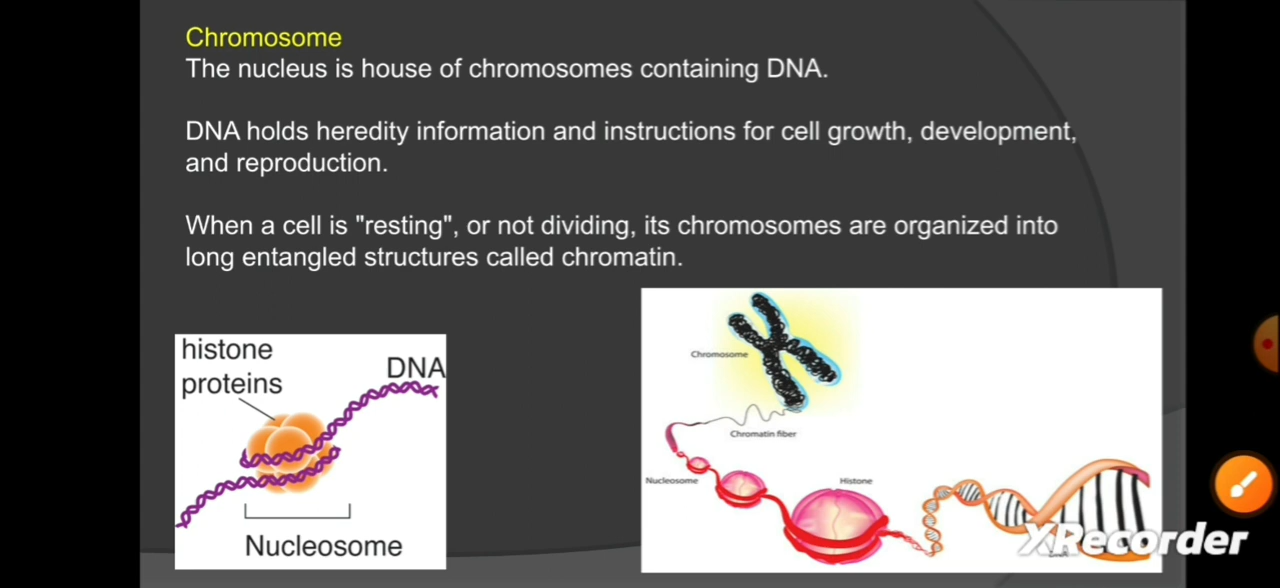 Chromosome
The nucleus is house of chromosomes containing DNA.
DNA holds heredity information and instructions for cell growth, development,
and reproduction.
When a cell is "resting", or not dividing, its chromosomes are organized into
long entangled structures called chromatin.
histone
proteins
DNA
Nucleosome
Chromosome
Chromatin fiber
Nucleosome
Histone
XRecorder